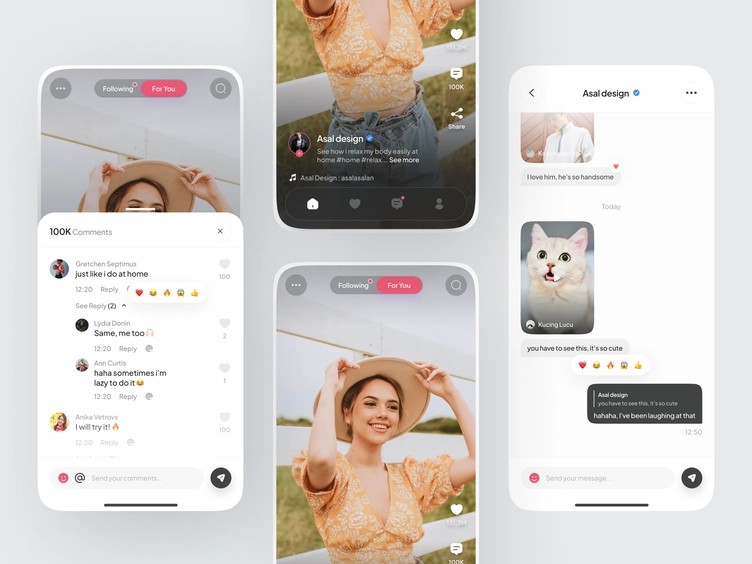 Following
For You
100K Comments
Gretchen Septimus
just like i do at home
12:20 Reply
100
See Reply (2)
Lydia Donin
Same, me too
12:20 Reply
2
Ann Curtis
haha sometimes i'm
lazy to do it
12:20 Reply
1
Anika Vetrovs
I will try it!
12:20 Reply
100
Send your comments...
100K
Share
Asal design
See how i relax my body easily at
home #home #relax... See more
Asal Design : asalasalan
Following
For You
100K
Asal design
I love him, he's so handsome
Today
Kucing Lucu
you have to see this, it's so cute
Asal design
you have to see this, it's so cute
hahaha, I've been laughing at that
12:50
Send your message...